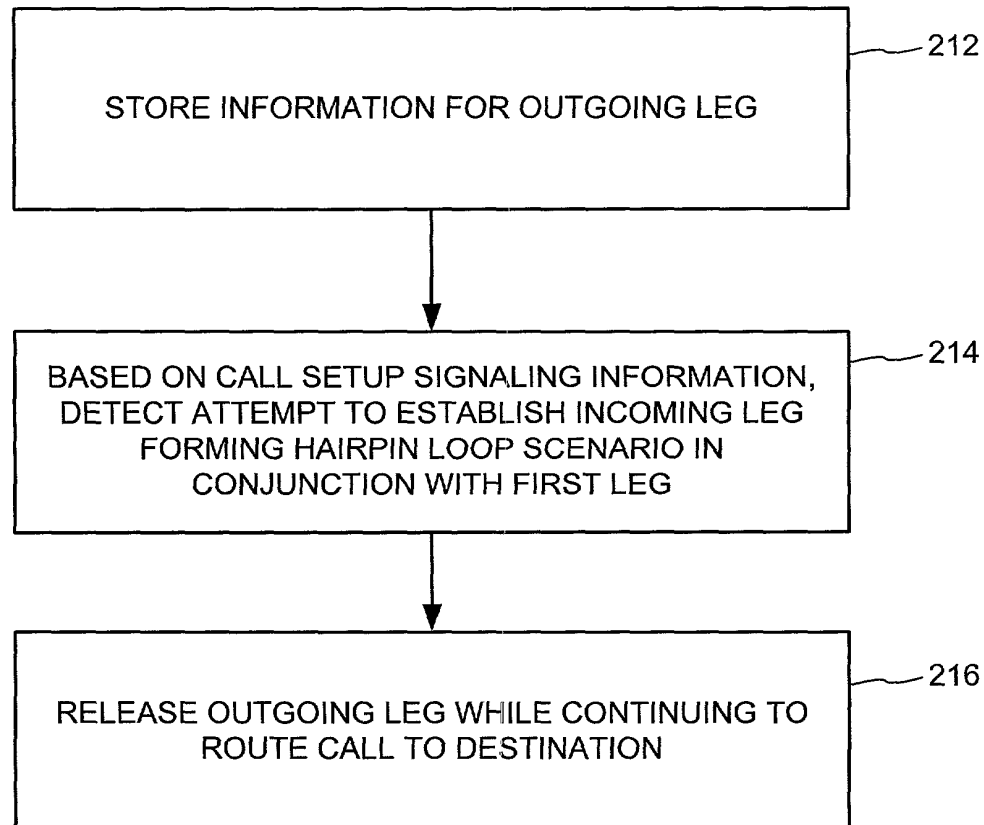 212
STORE INFORMATION FOR OUTGOING LEG
214
BASED ON CALL SETUP SIGNALING INFORMATION,
DETECT ATTEMPT TO ESTABLISH INCOMING LEG
FORMING HAIRPIN LOOP SCENARIO IN
CONJUNCTION WITH FIRST LEG
216
RELEASE OUTGOING LEG WHILE CONTINUING TO
ROUTE CALL TO DESTINATION